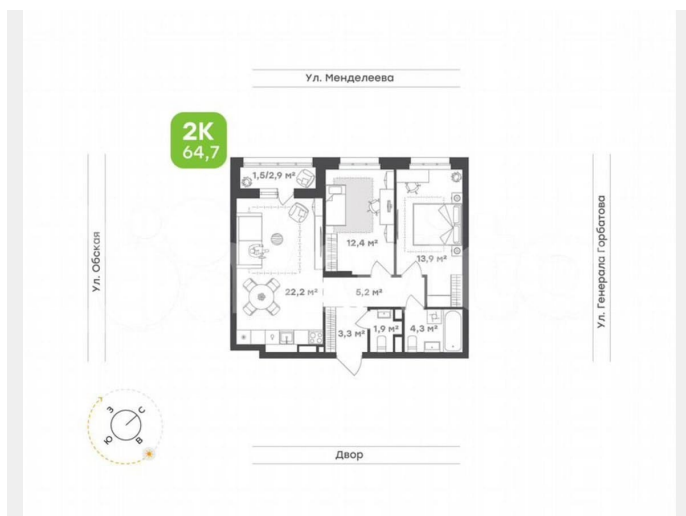 Ул. Менделеева
2К
64,7
1,5/2,9 м²
12,4 м²
13,9 м²
Ул. Обская
Ул. Генерала Горбатова
22,2 м²
5,2 м²
3,3 м²
1,9 м²
4,3 м²
З
С
Ю
В
Двор